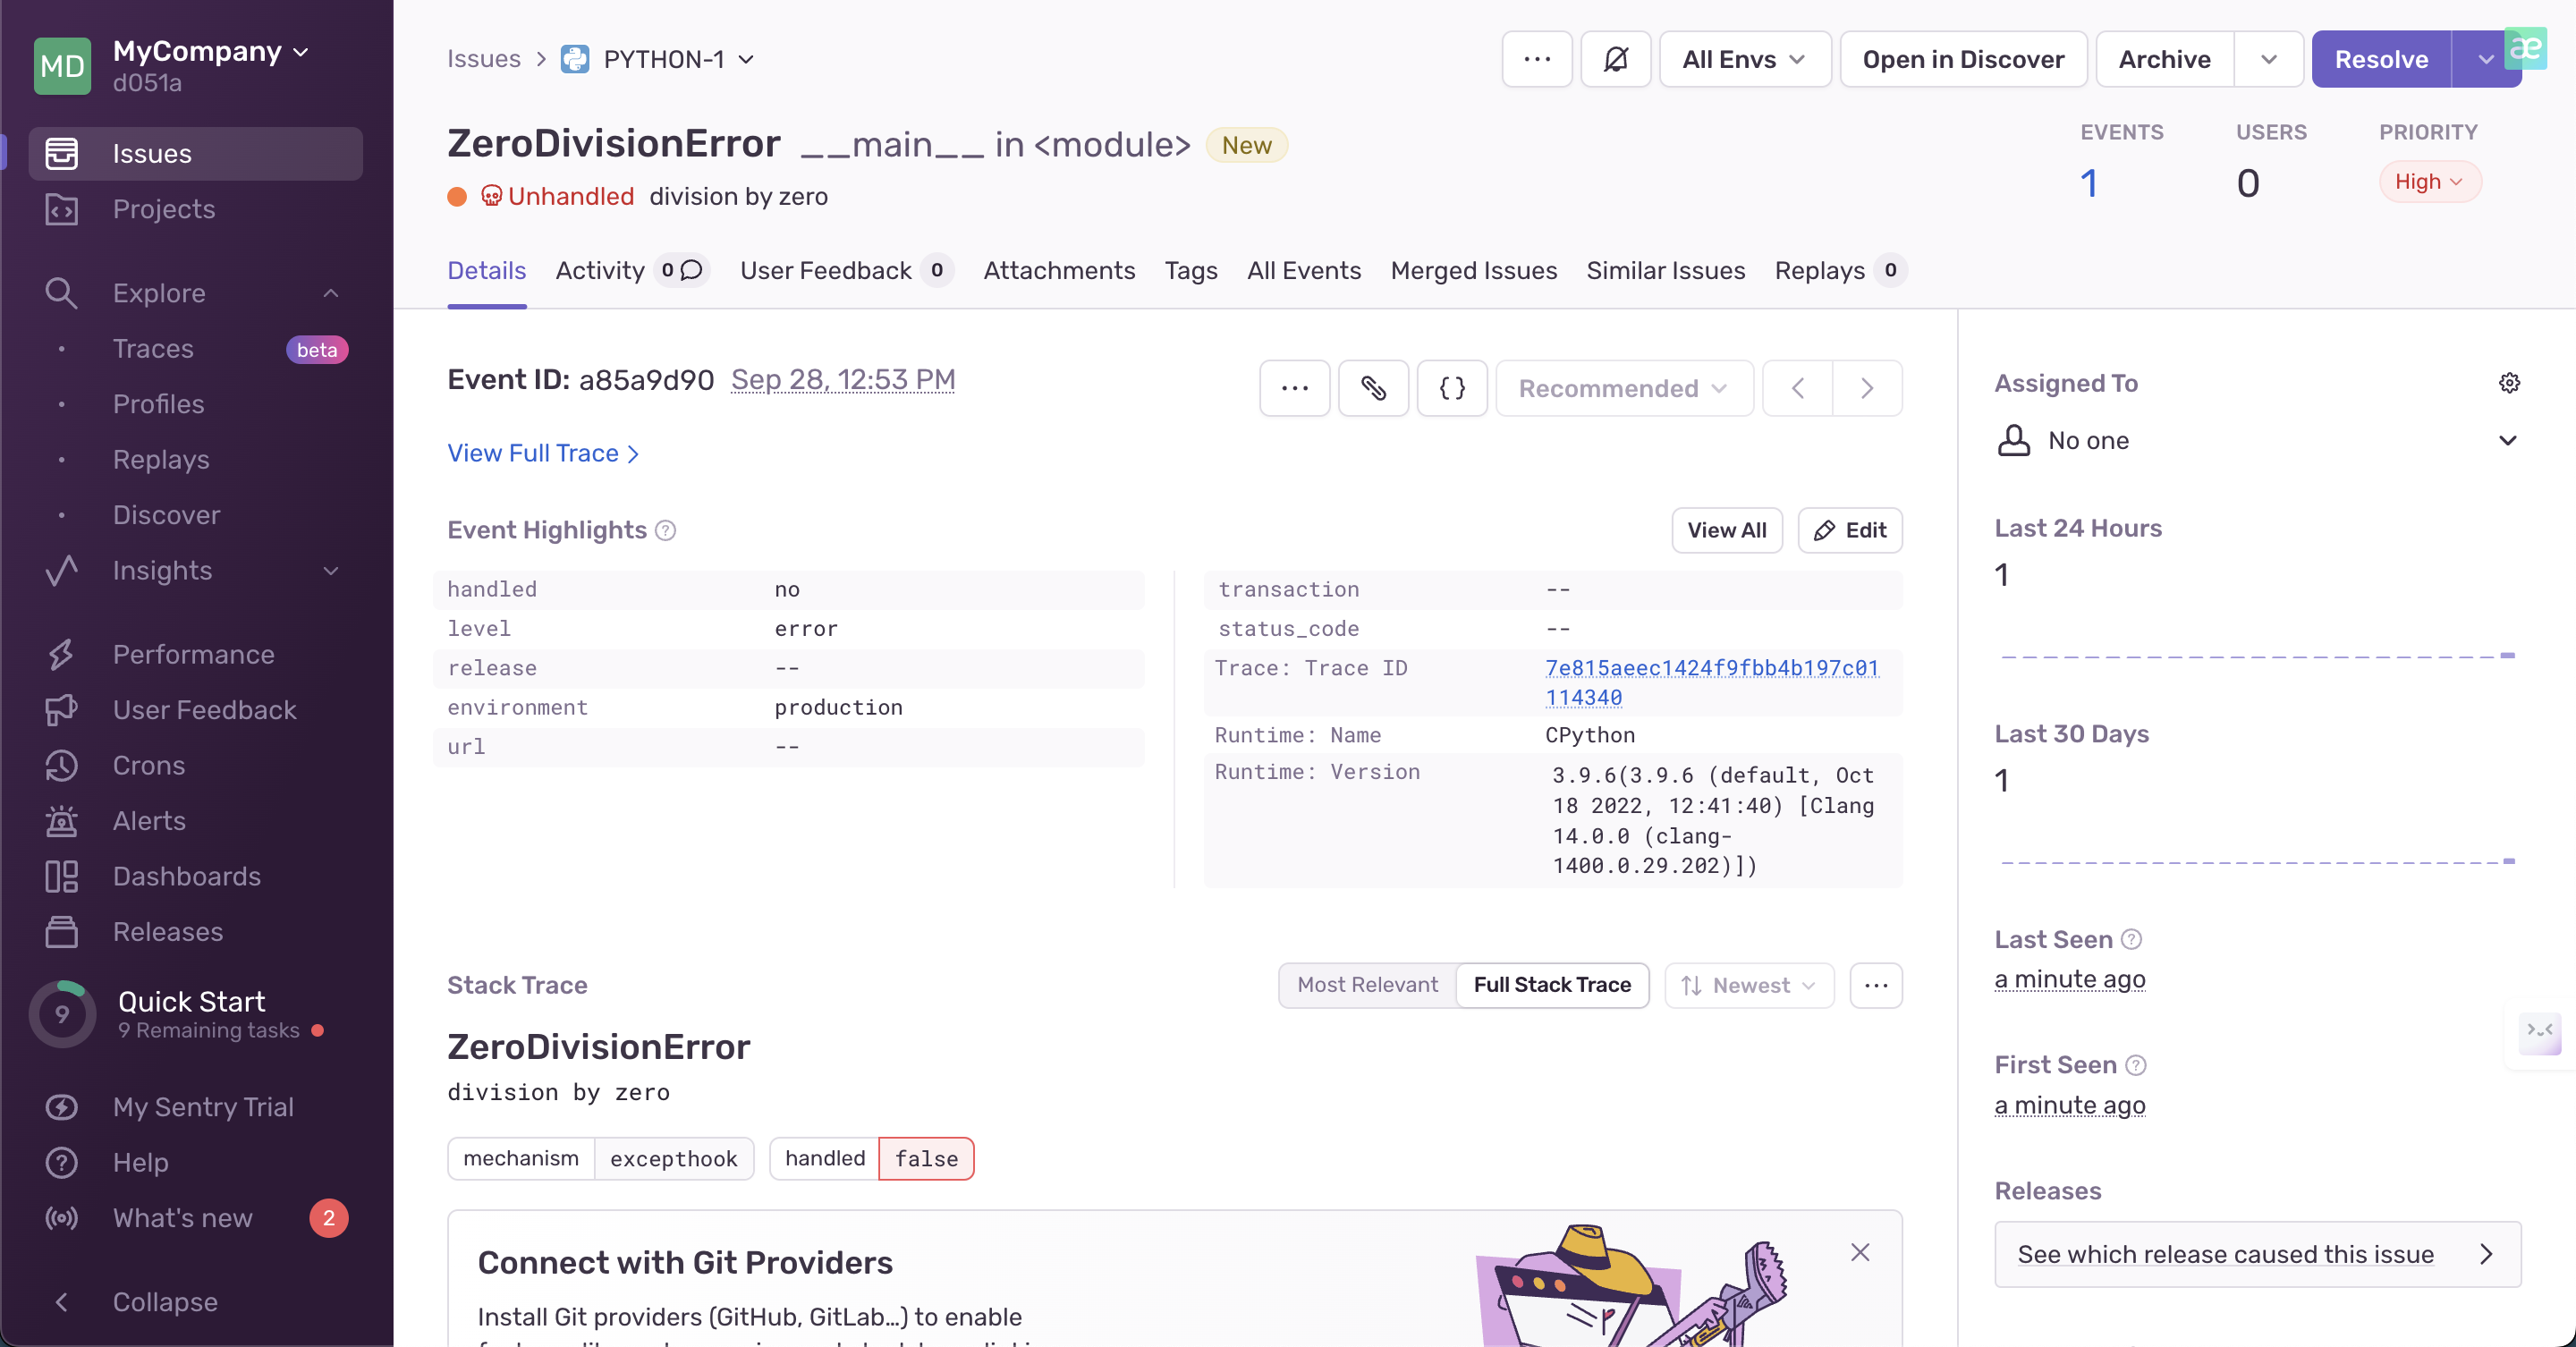 MD
MyCompany
d051a
Issues
Projects
Explore
Traces beta
Profiles
Replays
Discover
Insights
Performance
User Feedback
Crons
Alerts
Dashboards
Releases
9
Quick Start
9 Remaining tasks
My Sentry Trial
Help
What's new 2
Collapse
Issues > PYTHON-1
All Envs
Open in Discover
Archive
Resolve
æ
ZeroDivisionError __main__ in <module> New
Unhandled division by zero
EVENTS
1
USERS
0
PRIORITY
High
Details Activity 0 User Feedback 0 Attachments Tags All Events Merged Issues Similar Issues Replays 0
Event ID: a85a9d90 Sep 28, 12:53 PM
{} Recommended
View Full Trace >
Event Highlights ?
View All
Edit
handled no
level error
release --
environment production
url --
transaction --
status_code --
Trace: Trace ID 7e815aeec1424f9fbb4b197c01
114340
Runtime: Name CPython
Runtime: Version 3.9.6(3.9.6 (default, Oct
18 2022, 12:41:40) [Clang
14.0.0 (clang-
1400.0.29.202)])
Stack Trace
Most Relevant Full Stack Trace Newest
ZeroDivisionError
division by zero
mechanism excepthook handled false
Connect with Git Providers
Install Git providers (GitHub, GitLab…) to enable
Assigned To
No one
Last 24 Hours
1
Last 30 Days
1
Last Seen ?
a minute ago
First Seen ?
a minute ago
Releases
See which release caused this issue